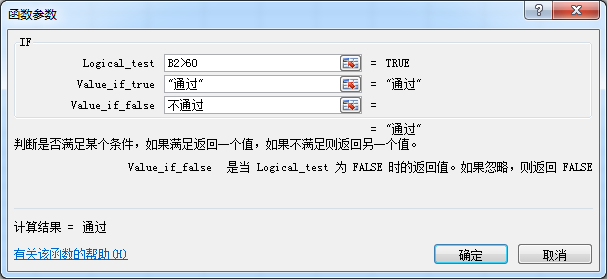 函数参数
IF
Logical_test B2>60 = TRUE
Value_if_true "通过" = "通过"
Value_if_false 不通过 =
= "通过"
判断是否满足某个条件，如果满足返回一个值，如果不满足则返回另一个值。
Value_if_false 是当 Logical_test 为 FALSE 时的返回值。如果忽略，则返回 FALSE
计算结果 = 通过
有关该函数的帮助(H)
确定 取消